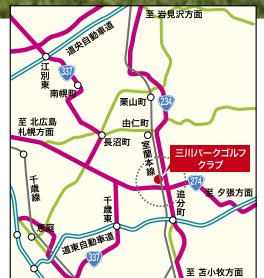 至 岩見沢方面
道央自動車道
江別東
337
南幌町
栗山町
234
至 北広島
札幌方面
由仁町
長沼町
室蘭本線
三川パークゴルフ
クラブ
274
千歳線
至 夕張方面
千歳東
追分町
恵庭
道東自動車道
337
至 苫小牧方面